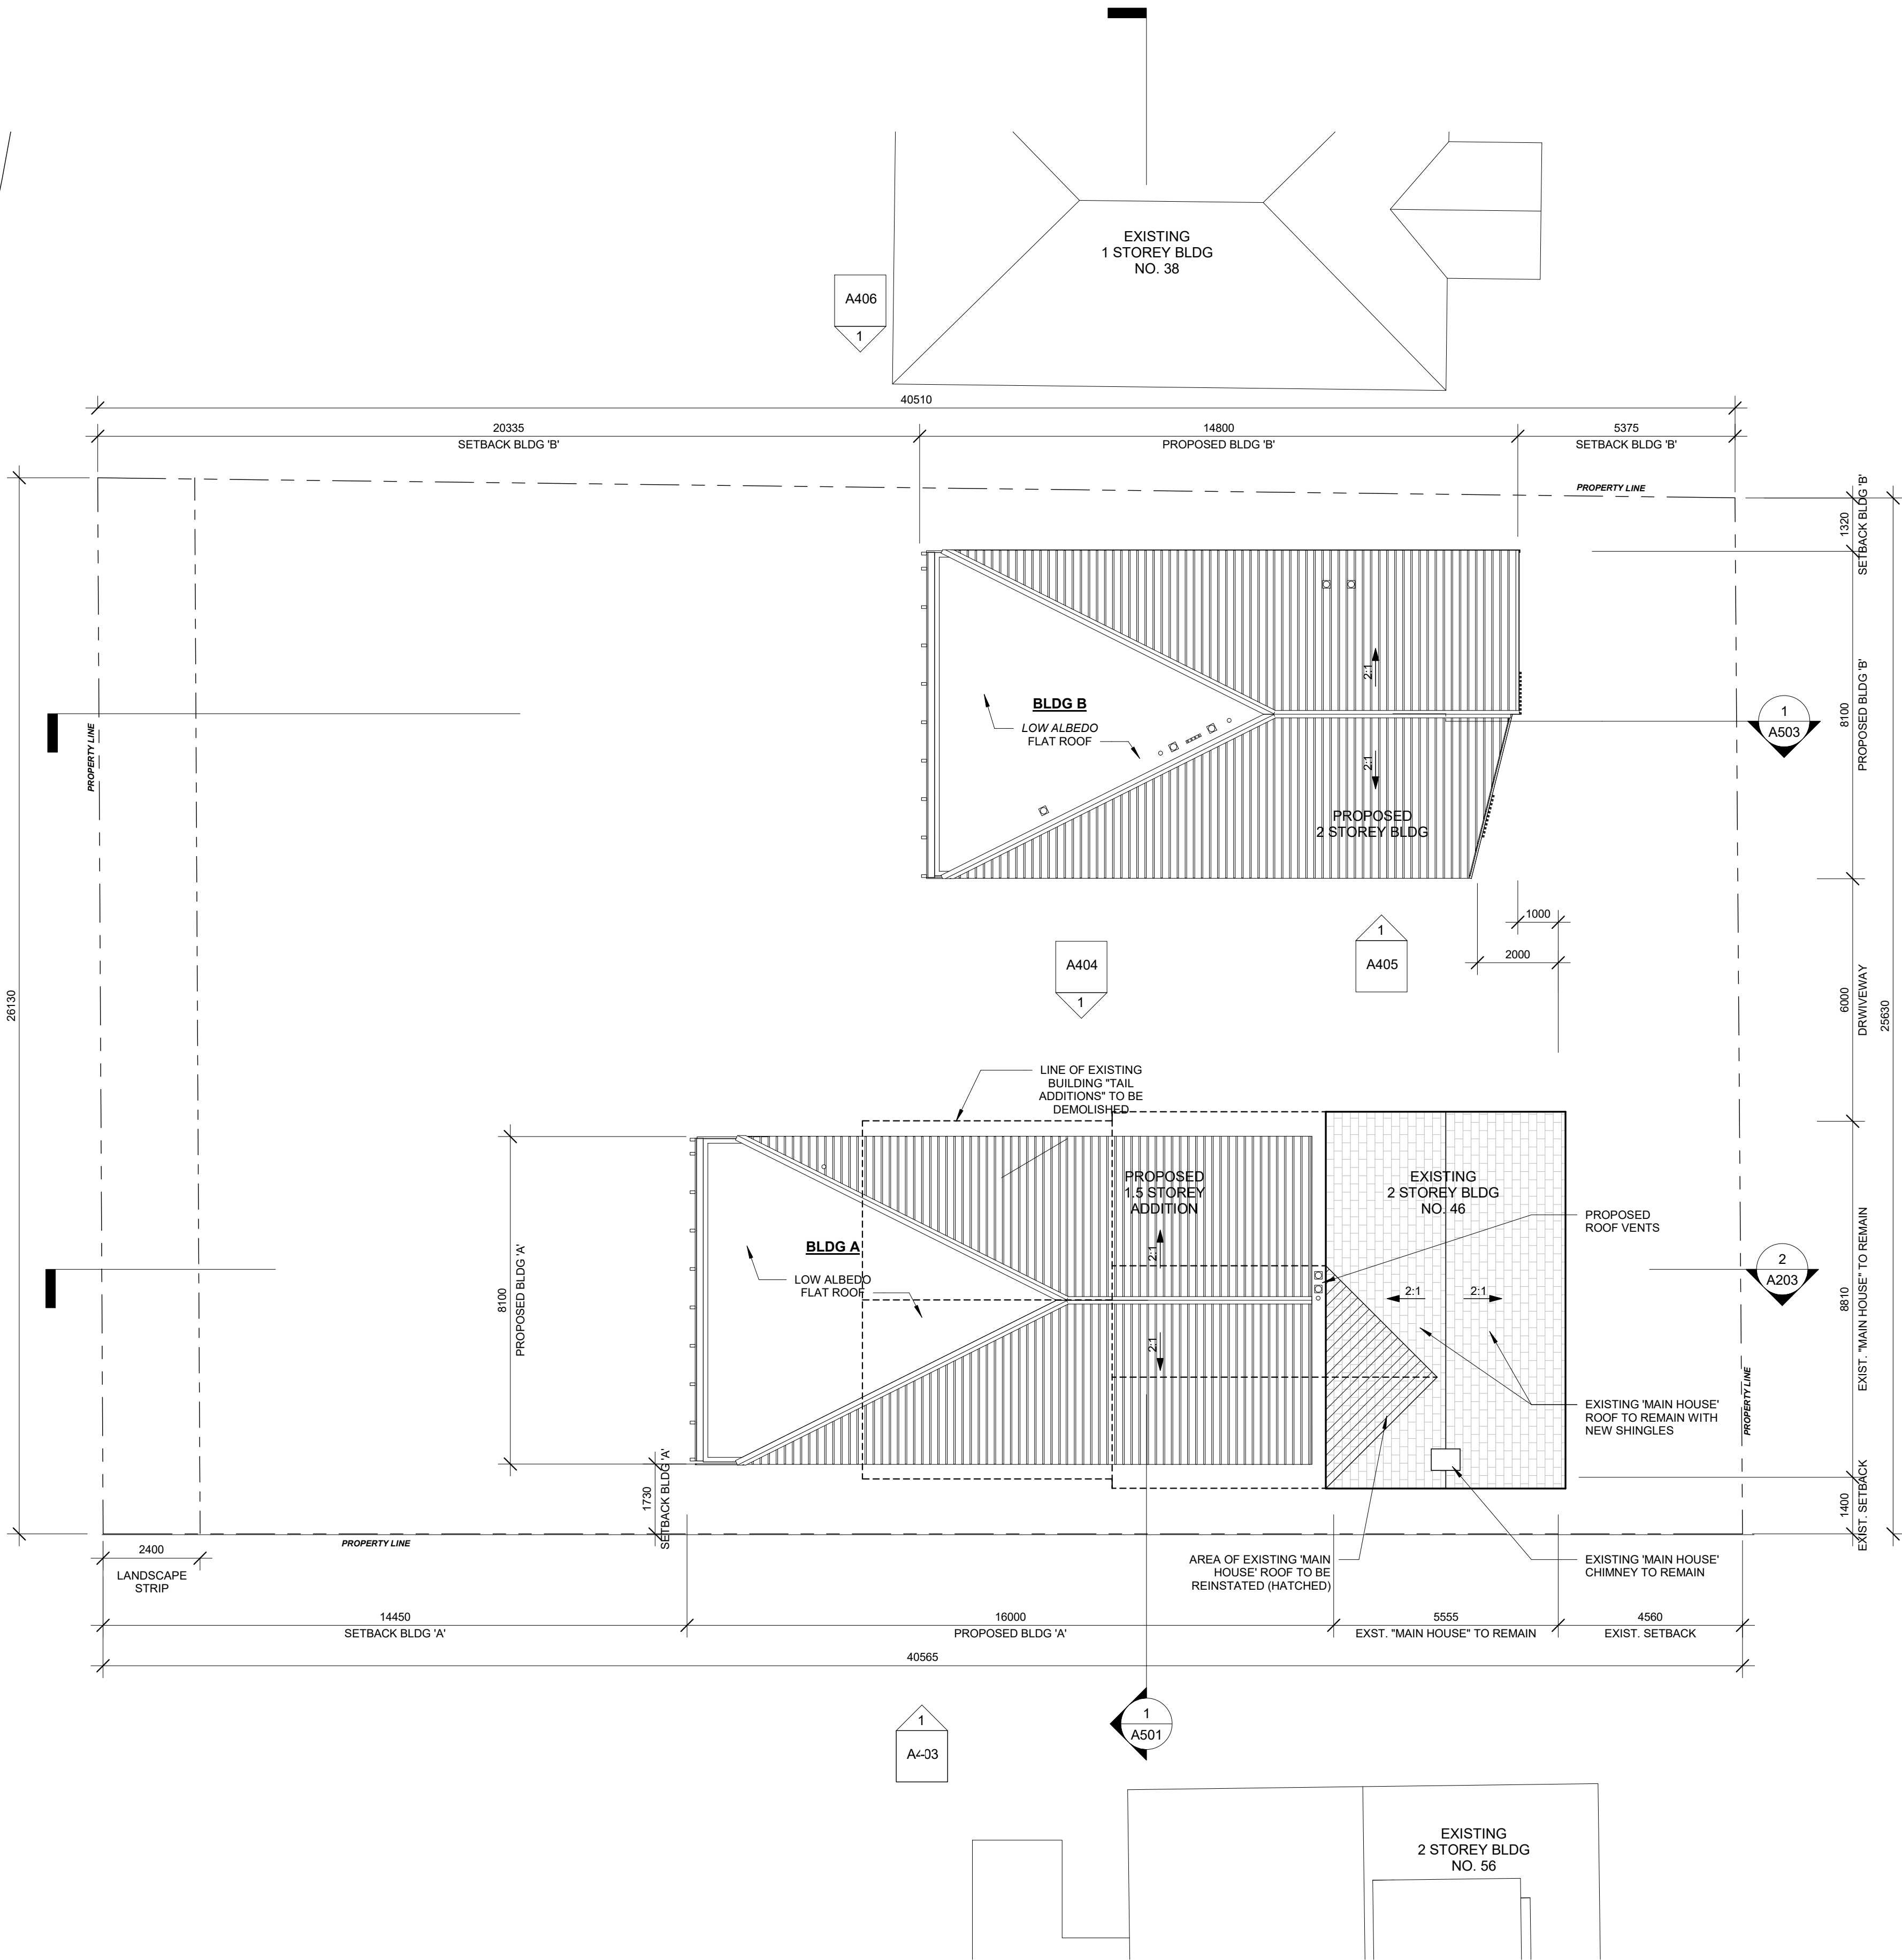 EXISTING
1 STOREY BLDG
NO. 38
A406
1
40510
20335
SETBACK BLDG 'B'
14800
PROPOSED BLDG 'B'
5375
SETBACK BLDG 'B'
PROPERTY LINE
1320
SETBACK BLDG 'B'
8100
PROPOSED BLDG 'B'
6000
DRWIVEWAY
25630
8810
EXIST. "MAIN HOUSE" TO REMAIN
1400
EXIST. SETBACK
26130
PROPERTY LINE
BLDG B
LOW ALBEDO
FLAT ROOF
2:1
2:1
PROPOSED
2 STOREY BLDG
1
A503
1000
2000
A404
1
1
A405
LINE OF EXISTING
BUILDING "TAIL
ADDITIONS" TO BE
DEMOLISHED
8100
PROPOSED BLDG 'A'
BLDG A
LOW ALBEDO
FLAT ROOF
PROPOSED
1.5 STOREY
ADDITION
2:1
2:1
EXISTING
2 STOREY BLDG
NO. 46
2:1
2:1
PROPOSED
ROOF VENTS
2
A203
EXISTING 'MAIN HOUSE'
ROOF TO REMAIN WITH
NEW SHINGLES
PROPERTY LINE
1730
SETBACK BLDG 'A'
PROPERTY LINE
2400
LANDSCAPE
STRIP
AREA OF EXISTING 'MAIN
HOUSE' ROOF TO BE
REINSTATED (HATCHED)
EXISTING 'MAIN HOUSE'
CHIMNEY TO REMAIN
14450
SETBACK BLDG 'A'
16000
PROPOSED BLDG 'A'
5555
EXST. "MAIN HOUSE" TO REMAIN
4560
EXIST. SETBACK
40565
1
A403
1
A501
EXISTING
2 STOREY BLDG
NO. 56